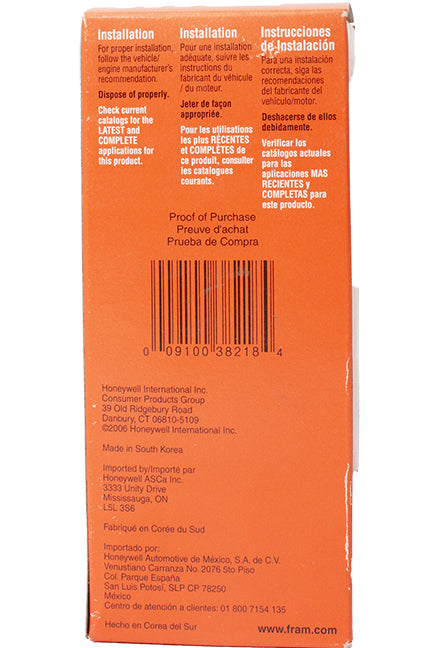 Installation
For proper installation,
follow the vehicle/
engine manufacturer's
recommendation.
Dispose of properly.
Check current
catalogs for the
LATEST and
COMPLETE
applications for
this product.
Installation
Pour une installation
adéquate, suivre les
instructions du
fabricant du véhicule
/ du moteur.
Jeter de façon
appropriée.
Pour les utilisations
les plus RÉCENTES
et COMPLÈTES de
ce produit, consulter
les catalogues
courants.
Instrucciones
de Instalación
Para una instalación
correcta, siga las
recomendaciones
del fabricante del
vehículo/motor.
Deshacerse de ellos
debidamente.
Verificar los
catálogos actuales
para las
aplicaciones MAS
RECIENTES y
COMPLETAS para
este producto.
Proof of Purchase
Preuve d'achat
Prueba de Compra
0 09100 38218 4
Honeywell International Inc.
Consumer Products Group
39 Old Ridgebury Road
Danbury, CT 06810-5109
©2006 Honeywell International Inc.
Made in South Korea
Imported by/Importé par
Honeywell ASCa Inc.
3333 Unity Drive
Mississauga, ON
L5L 3S6
Fabriqué en Corée du Sud
Importado por:
Honeywell Automotive de México, S.A. de C.V.
Venustiano Carranza No. 2076 5to Piso
Col. Parque España
San Luis Potosí, SLP CP 78250
México
Centro de atención a clientes: 01 800 7154 135
Hecho en Corea del Sur
www.fram.com